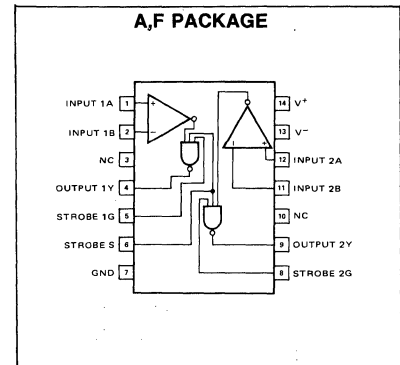 A,F PACKAGE
INPUT 1A 1 + 14 V+
INPUT 1B 2 − 13 V−
NC 3 − + 12 INPUT 2A
OUTPUT 1Y 4 11 INPUT 2B
STROBE 1G 5 10 NC
STROBE S 6 9 OUTPUT 2Y
GND 7 8 STROBE 2G